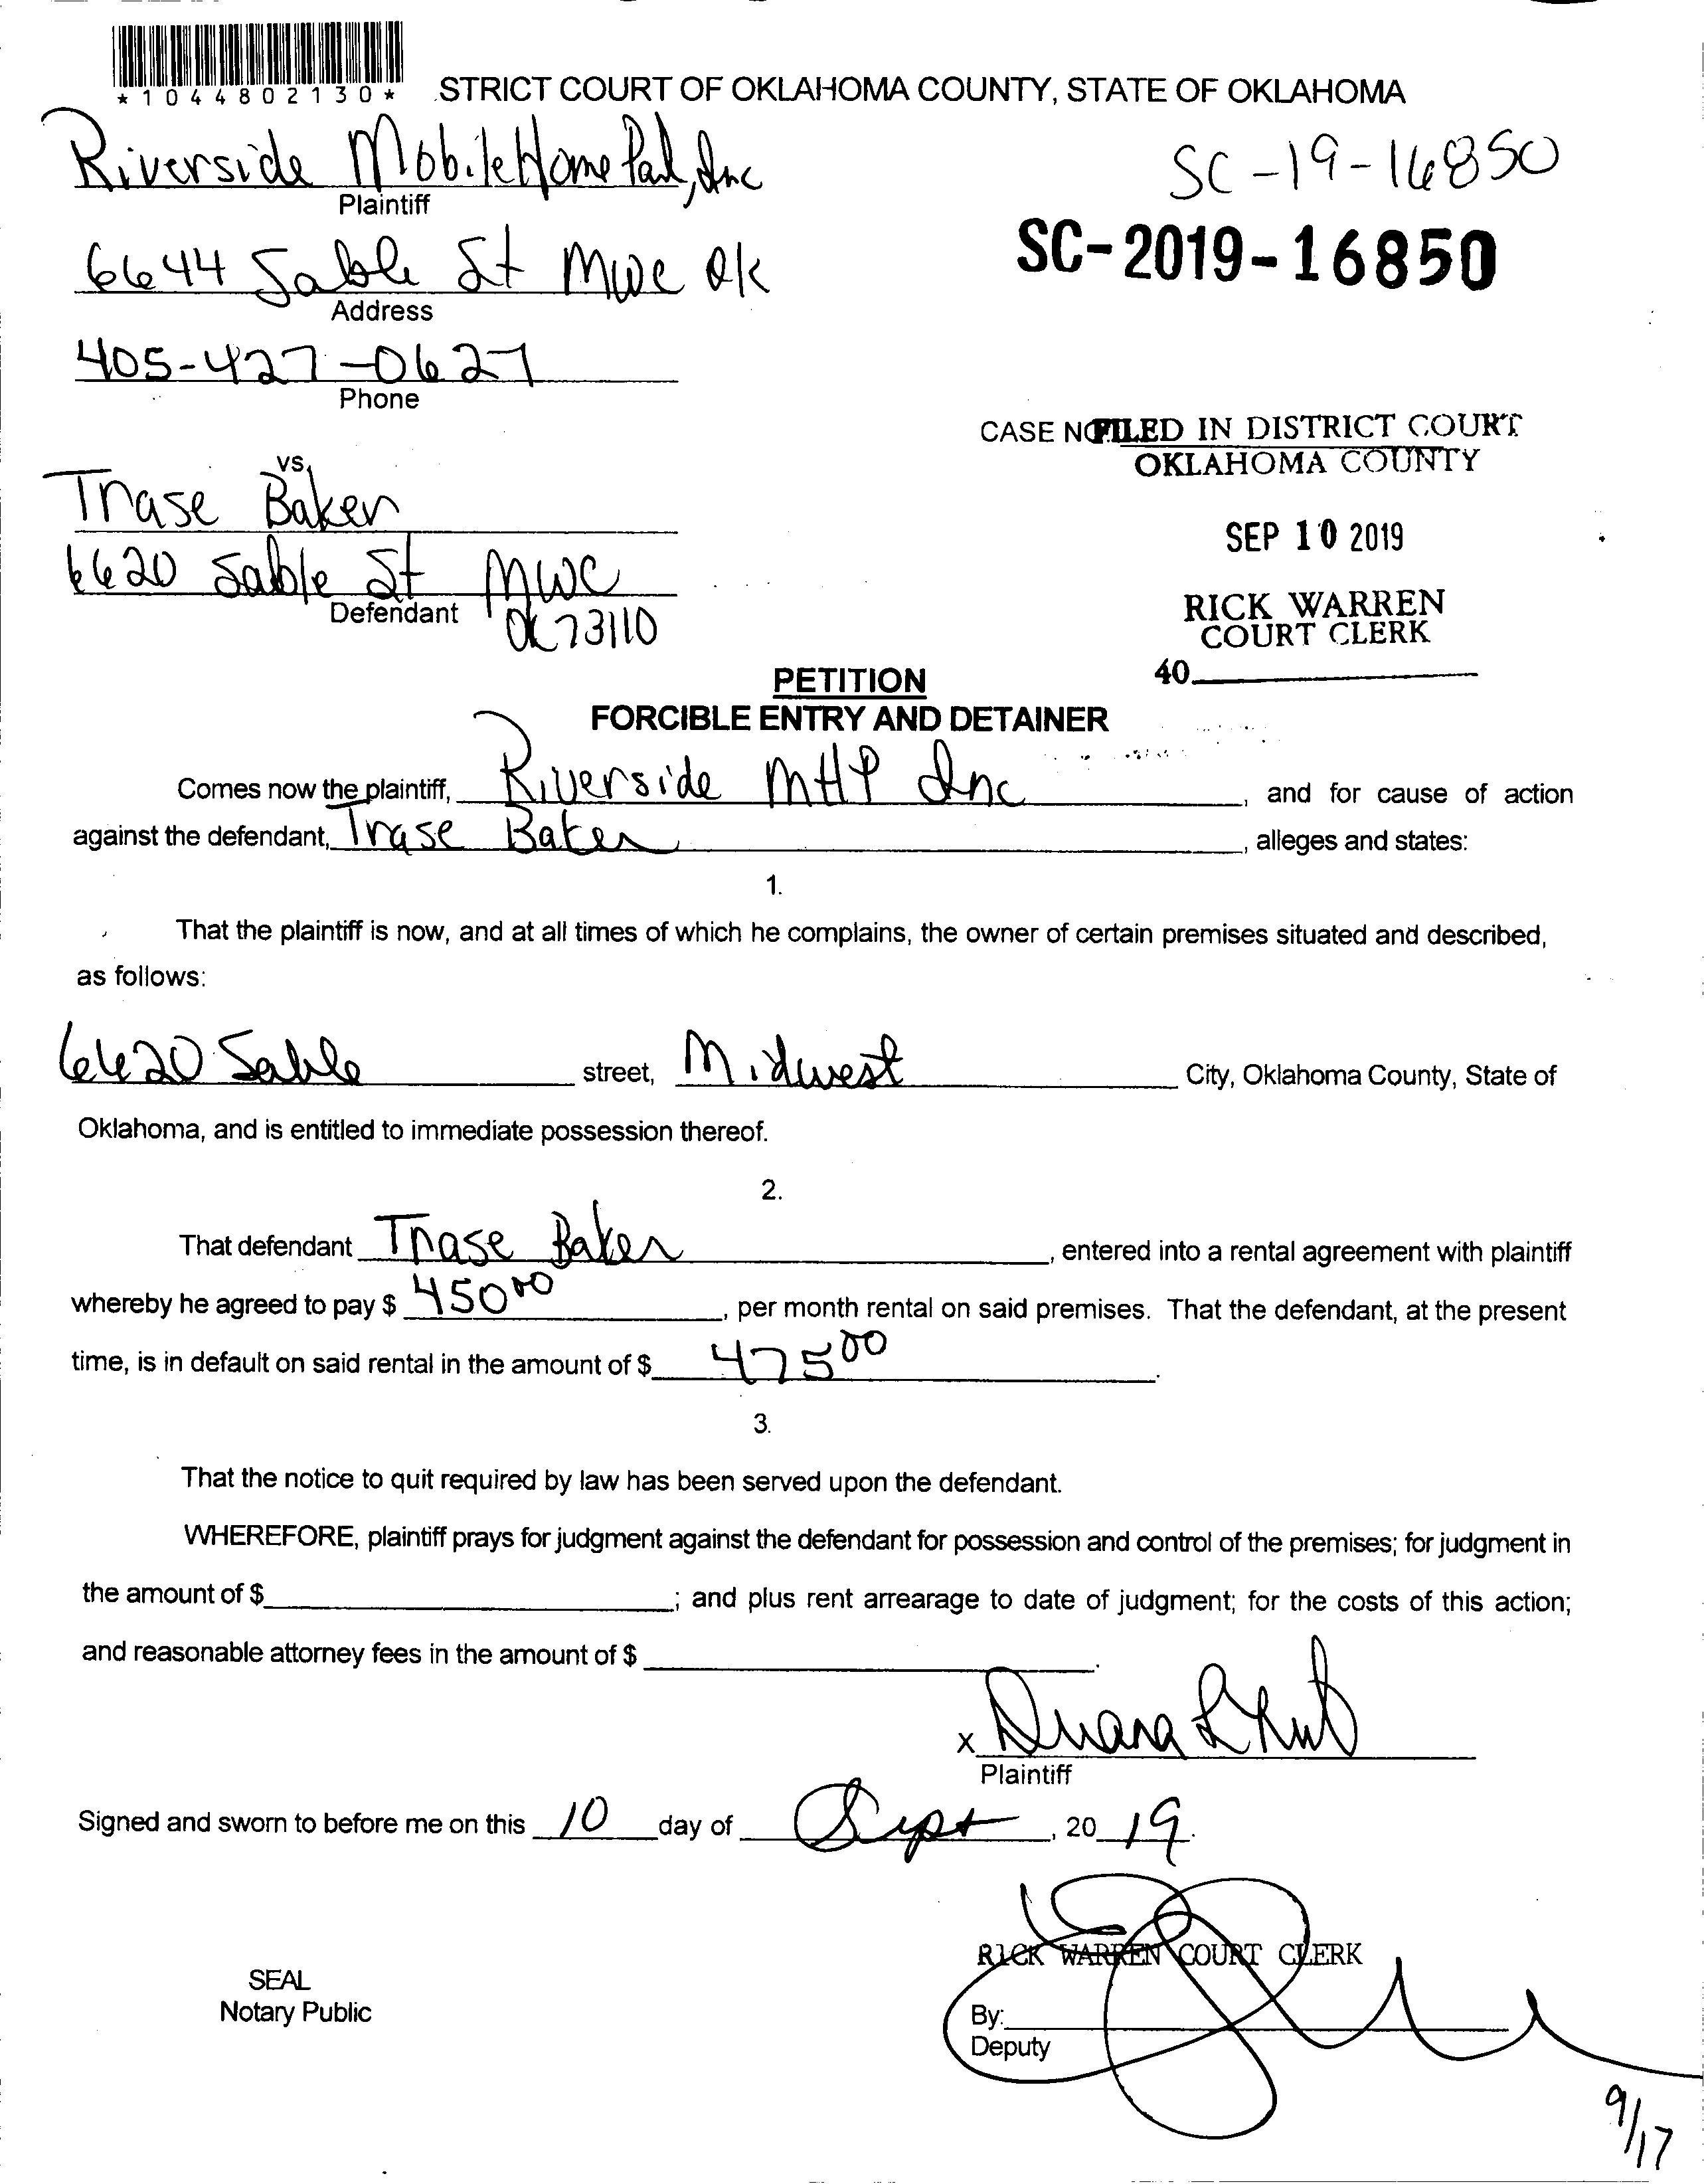 *1044802130*
STRICT COURT OF OKLAHOMA COUNTY, STATE OF OKLAHOMA
Riverside Mobile Home Park, Inc
Plaintiff
SC-19-16850
6644 Sable St MWC OK
Address
SC-2019-16850
405-427-0627
Phone
CASE NO FILED IN DISTRICT COURT
OKLAHOMA COUNTY
vs.
Trase Baker
SEP 10 2019
6620 Sable St MWC
Defendant
OK 73110
RICK WARREN
COURT CLERK
40
PETITION
FORCIBLE ENTRY AND DETAINER
Comes now the plaintiff, Riverside MHP Inc, and for cause of action
against the defendant, Trase Baker, alleges and states:
1.
That the plaintiff is now, and at all times of which he complains, the owner of certain premises situated and described,
as follows:
6620 Sable street, Midwest City, Oklahoma County, State of
Oklahoma, and is entitled to immediate possession thereof.
2.
That defendant Trase Baker, entered into a rental agreement with plaintiff
whereby he agreed to pay $ 450 00, per month rental on said premises. That the defendant, at the present
time, is in default on said rental in the amount of $ 475 00.
3.
That the notice to quit required by law has been served upon the defendant.
WHEREFORE, plaintiff prays for judgment against the defendant for possession and control of the premises; for judgment in
the amount of $ ; and plus rent arrearage to date of judgment; for the costs of this action;
and reasonable attorney fees in the amount of $ .
X
Plaintiff
Signed and sworn to before me on this 10 day of Sept, 20 19.
RICK WARREN COURT CLERK
SEAL
Notary Public
By:
Deputy
9/17